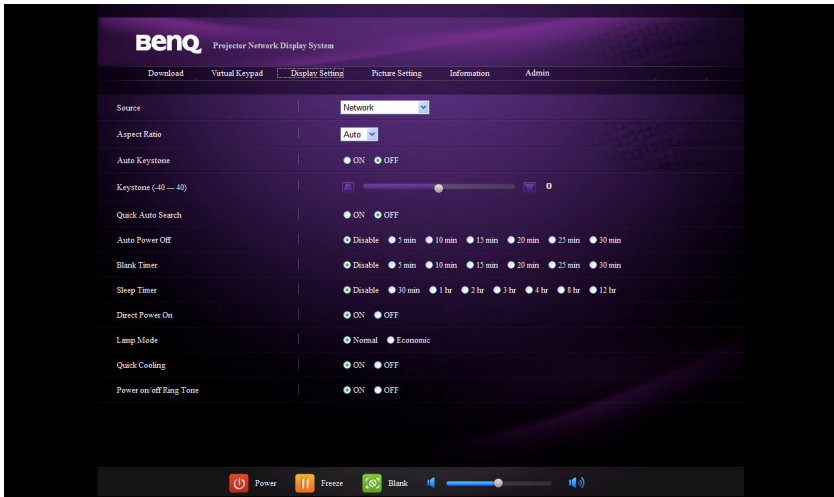 BenQ Projector Network Display System
Download Virtual Keypad Display Setting Picture Setting Information Admin
Source Network
Aspect Ratio Auto
Auto Keystone ON OFF
Keystone (-40 --- 40) 0
Quick Auto Search ON OFF
Auto Power Off Disable 5 min 10 min 15 min 20 min 25 min 30 min
Blank Timer Disable 5 min 10 min 15 min 20 min 25 min 30 min
Sleep Timer Disable 30 min 1 hr 2 hr 3 hr 4 hr 8 hr 12 hr
Direct Power On ON OFF
Lamp Mode Normal Economic
Quick Cooling ON OFF
Power on/off Ring Tone ON OFF
Power Freeze Blank